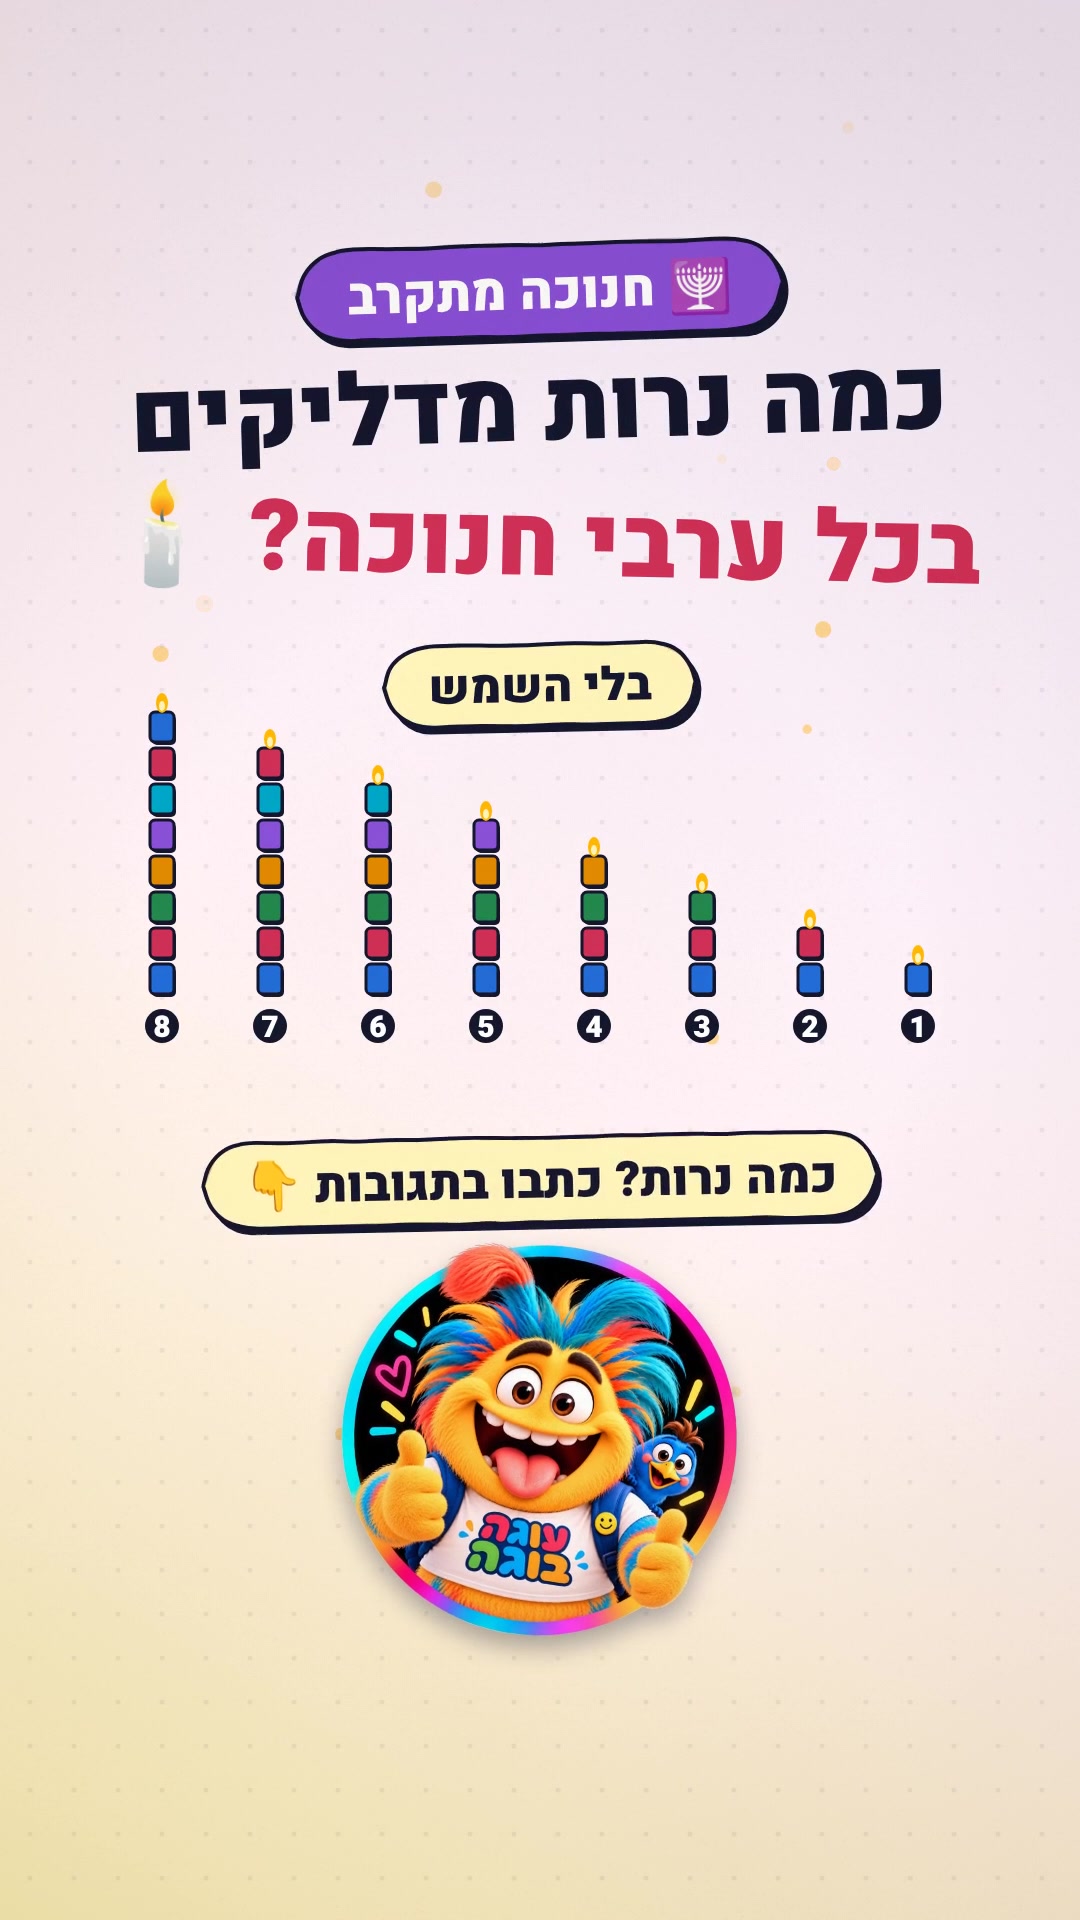 חנוכה מתקרב
כמה נרות מדליקים
בכל ערבי חנוכה?
בלי השמש
1 2 3 4 5 6 7 8
כמה נרות? כתבו בתגובות
עוגה
בוגה